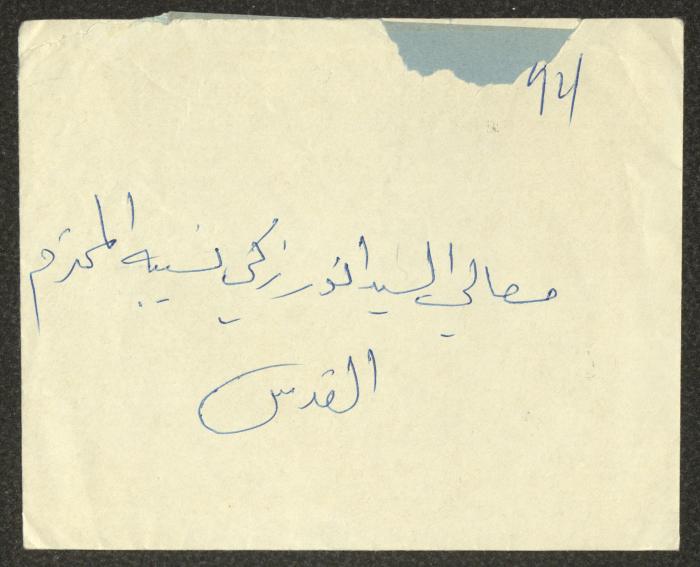 94
معالي السيد انور زكي نسيبه المحترم
القدس